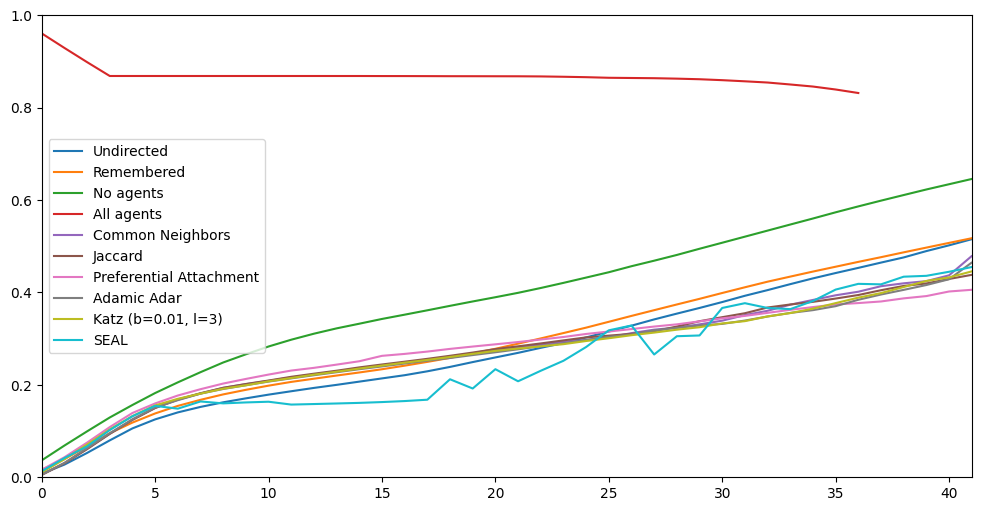 1.0
0.8
0.6
0.4
0.2
0.0
Undirected
Remembered
No agents
All agents
Common Neighbors
Jaccard
Preferential Attachment
Adamic Adar
Katz (b=0.01, l=3)
SEAL
0 5 10 15 20 25 30 35 40